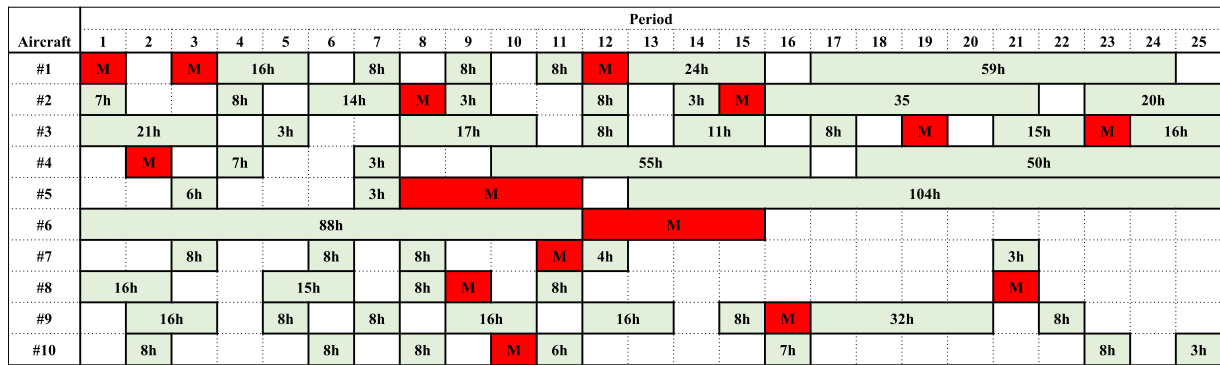 Period
Aircraft 1 2 3 4 5 6 7 8 9 10 11 12 13 14 15 16 17 18 19 20 21 22 23 24 25
#1 M M 16h 8h 8h 8h M 24h 59h
#2 7h 8h 14h M 3h 8h 3h M 35 20h
#3 21h 3h 17h 8h 11h 8h M 15h M 16h
#4 M 7h 3h 55h 50h
#5 6h 3h M 104h
#6 88h M
#7 8h 8h 8h M 4h 3h
#8 16h 15h 8h M 8h M
#9 16h 8h 8h 16h 16h 8h M 32h 8h
#10 8h 8h 8h M 6h 7h 8h 3h